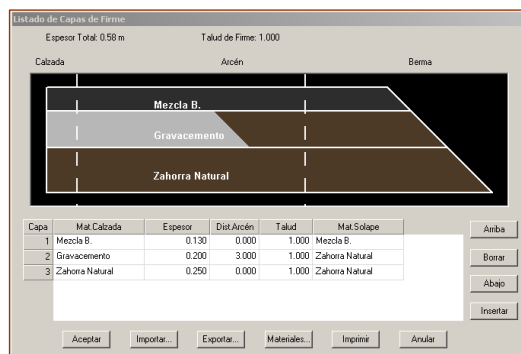 Listado de Capas de Firme
Espesor Total: 0.58 m Talud de Firme: 1.000
Calzada Arcén Berma
Mezcla B.
Gravacemento
Zahorra Natural
Capa Mat.Calzada Espesor Dist.Arcén Talud Mat.Solape
1 Mezcla B. 0.130 0.000 1.000 Mezcla B.
2 Gravacemento 0.200 3.000 1.000 Zahorra Natural
3 Zahorra Natural 0.250 0.000 1.000 Zahorra Natural
Arriba
Borrar
Abajo
Insertar
Aceptar Importar... Exportar... Materiales... Imprimir Anular